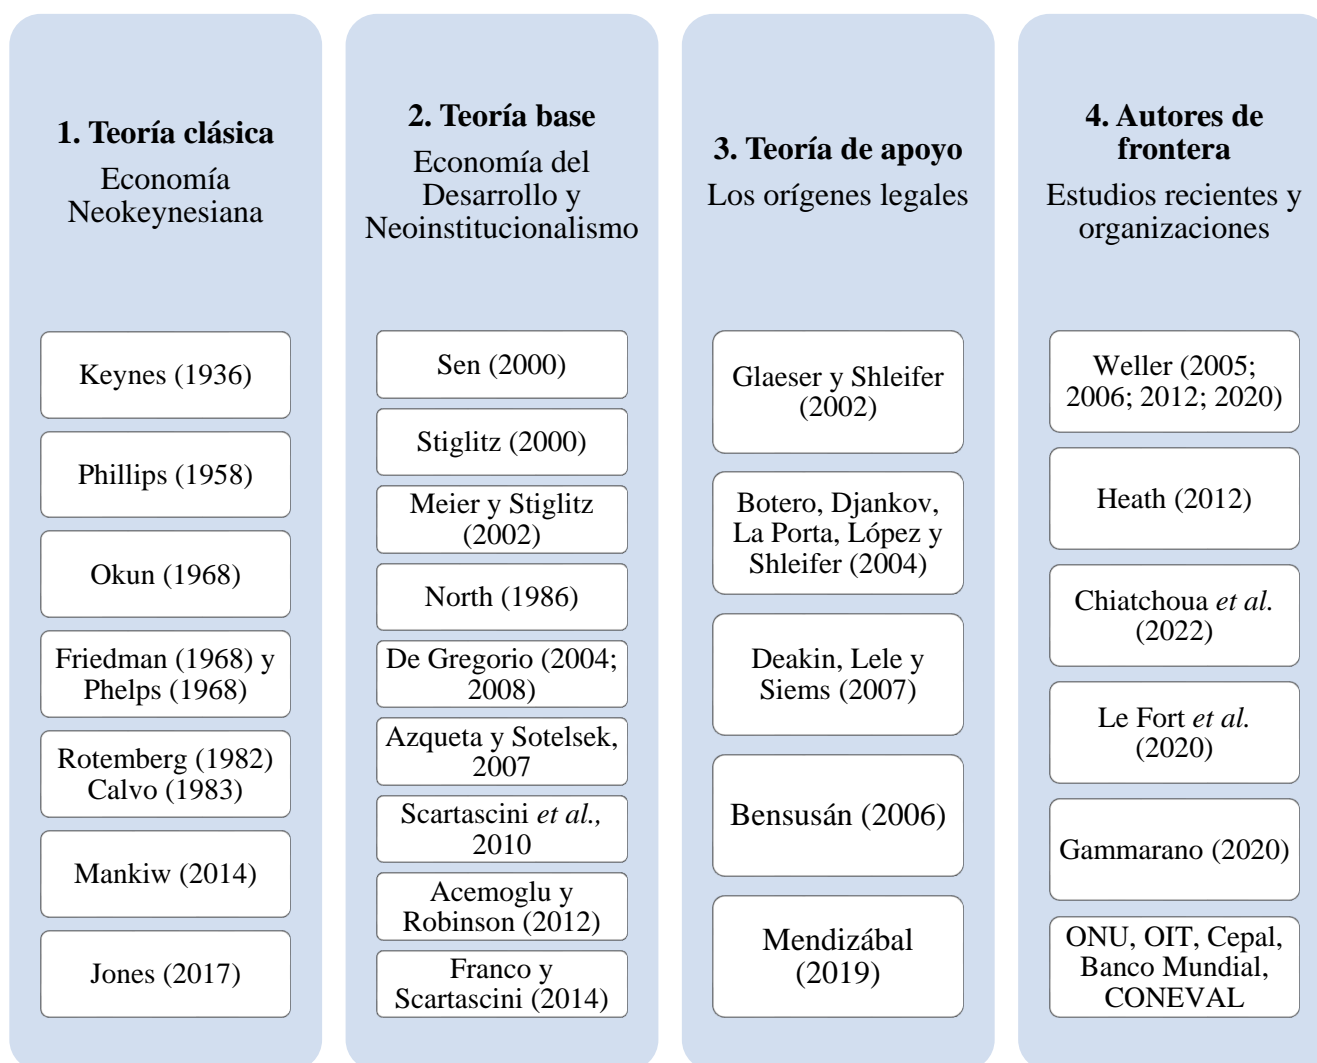 1. Teoría clásica
Economía
Neokeynesiana
Keynes (1936)
Phillips (1958)
Okun (1968)
Friedman (1968) y
Phelps (1968)
Rotemberg (1982)
Calvo (1983)
Mankiw (2014)
Jones (2017)
2. Teoría base
Economía del
Desarrollo y
Neoinstitucionalismo
Sen (2000)
Stiglitz (2000)
Meier y Stiglitz
(2002)
North (1986)
De Gregorio (2004;
2008)
Azqueta y Sotelsek,
2007
Scartascini et al.,
2010
Acemoglu y
Robinson (2012)
Franco y
Scartascini (2014)
3. Teoría de apoyo
Los orígenes legales
Glaeser y Shleifer
(2002)
Botero, Djankov,
La Porta, López y
Shleifer (2004)
Deakin, Lele y
Siems (2007)
Bensusán (2006)
Mendizábal
(2019)
4. Autores de
frontera
Estudios recientes y
organizaciones
Weller (2005;
2006; 2012; 2020)
Heath (2012)
Chiatchoua et al.
(2022)
Le Fort et al.
(2020)
Gammarano (2020)
ONU, OIT, Cepal,
Banco Mundial,
CONEVAL